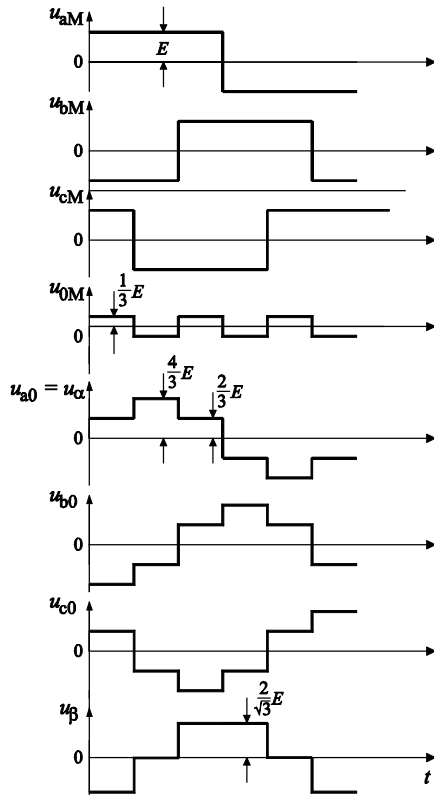 u_aM
E
0
u_bM
0
u_cM
0
u_0M
1/3 E
0
u_a0 = u_α
4/3 E
2/3 E
0
u_b0
0
u_c0
0
u_β
2/√3 E
0
t